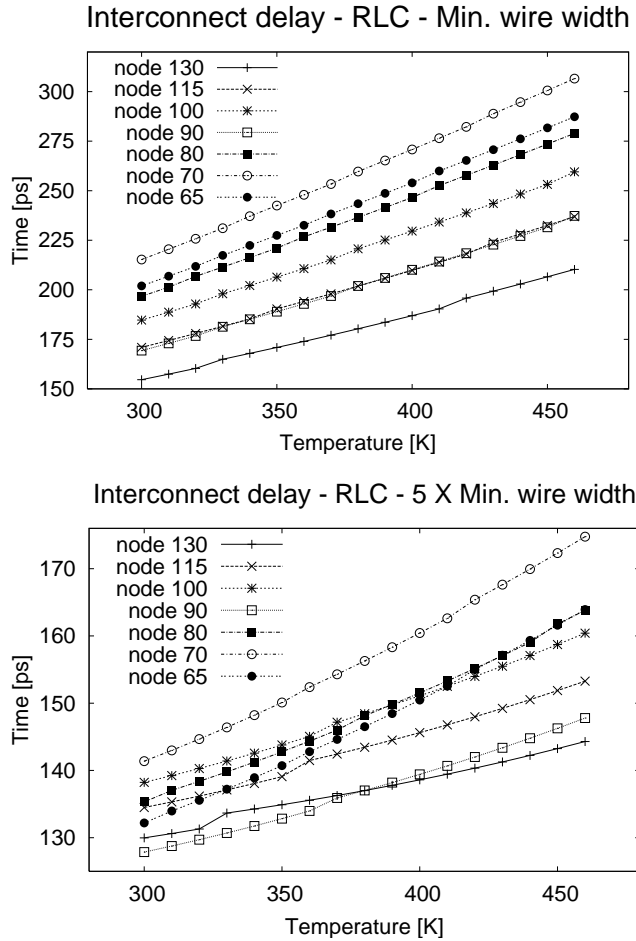 Interconnect delay - RLC - Min. wire width
node 130
node 115
node 100
node 90
node 80
node 70
node 65
Time [ps]
300
275
250
225
200
175
150
300 350 400 450
Temperature [K]
Interconnect delay - RLC - 5 X Min. wire width
node 130
node 115
node 100
node 90
node 80
node 70
node 65
Time [ps]
170
160
150
140
130
300 350 400 450
Temperature [K]